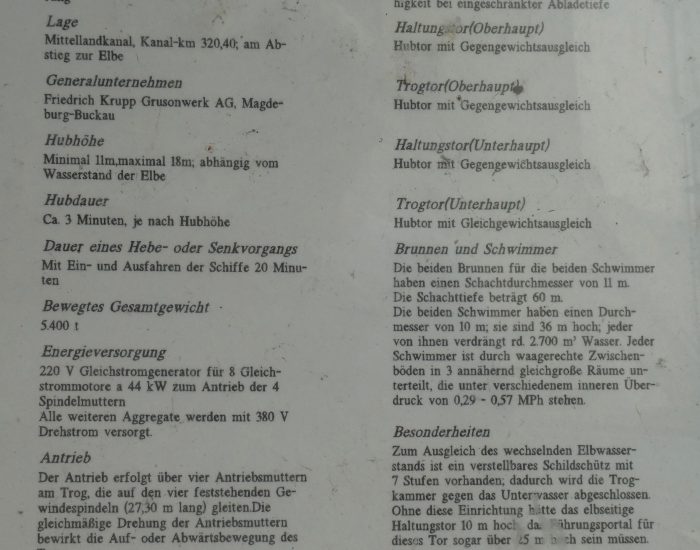 Lage
Mittellandkanal, Kanal-km 320,40; am Ab-
stieg zur Elbe
Generalunternehmen
Friedrich Krupp Grusonwerk AG, Magde-
burg-Buckau
Hubhöhe
Minimal 11m,maximal 18m; abhängig vom
Wasserstand der Elbe
Hubdauer
Ca. 3 Minuten, je nach Hubhöhe
Dauer eines Hebe- oder Senkvorgangs
Mit Ein- und Ausfahren der Schiffe 20 Minu-
ten
Bewegtes Gesamtgewicht
5.400 t
Energieversorgung
220 V Gleichstromgenerator für 8 Gleich-
strommotore a 44 kW zum Antrieb der 4
Spindelmuttern
Alle weiteren Aggregate werden mit 380 V
Drehstrom versorgt.
Antrieb
Der Antrieb erfolgt über vier Antriebsmuttern
am Trog, die auf den vier feststehenden Ge-
windespindeln (27,30 m lang) gleiten.Die
gleichmäßige Drehung der Antriebsmuttern
bewirkt die Auf- oder Abwärtsbewegung des
higkeit bei eingeschränkter Abladetiefe
Haltungstor(Oberhaupt)
Hubtor mit Gegengewichtsausgleich
Trogtor(Oberhaupt)
Hubtor mit Gegengewichtsausgleich
Haltungstor(Unterhaupt)
Hubtor mit Gegengewichtsausgleich
Trogtor(Unterhaupt)
Hubtor mit Gleichgewichtsausgleich
Brunnen und Schwimmer
Die beiden Brunnen für die beiden Schwimmer
haben einen Schachtdurchmesser von 11 m.
Die Schachttiefe beträgt 60 m.
Die beiden Schwimmer haben einen Durch-
messer von 10 m; sie sind 36 m hoch; jeder
von ihnen verdrängt rd. 2.700 m³ Wasser. Jeder
Schwimmer ist durch waagerechte Zwischen-
böden in 3 annähernd gleichgroße Räume un-
terteilt, die unter verschiedenem inneren Über-
druck von 0,29 - 0,57 MPh stehen.
Besonderheiten
Zum Ausgleich des wechselnden Elbwasser-
stands ist ein verstellbares Schildschütz mit
7 Stufen vorhanden; dadurch wird die Trog-
kammer gegen das Unterwasser abgeschlossen.
Ohne diese Einrichtung hätte das elbseitige
Haltungstor 10 m hoch, das Führungsportal für
dieses Tor sogar über 25 m hoch sein müssen.